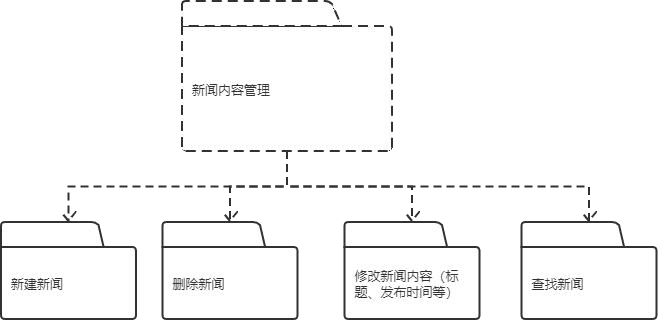 新闻内容管理
新建新闻
删除新闻
修改新闻内容（标
题、发布时间等）
查找新闻